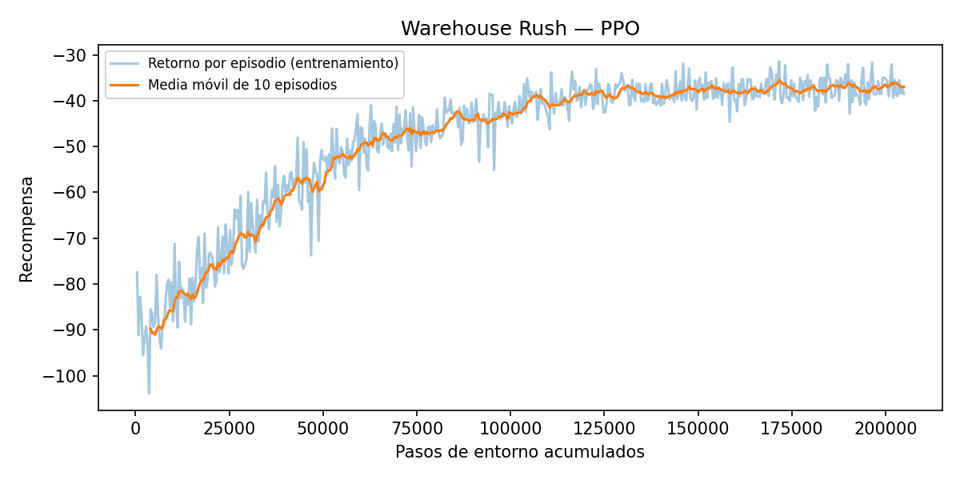 Warehouse Rush — PPO
Retorno por episodio (entrenamiento)
Media móvil de 10 episodios
Recompensa
−30
−40
−50
−60
−70
−80
−90
−100
0 25000 50000 75000 100000 125000 150000 175000 200000
Pasos de entorno acumulados